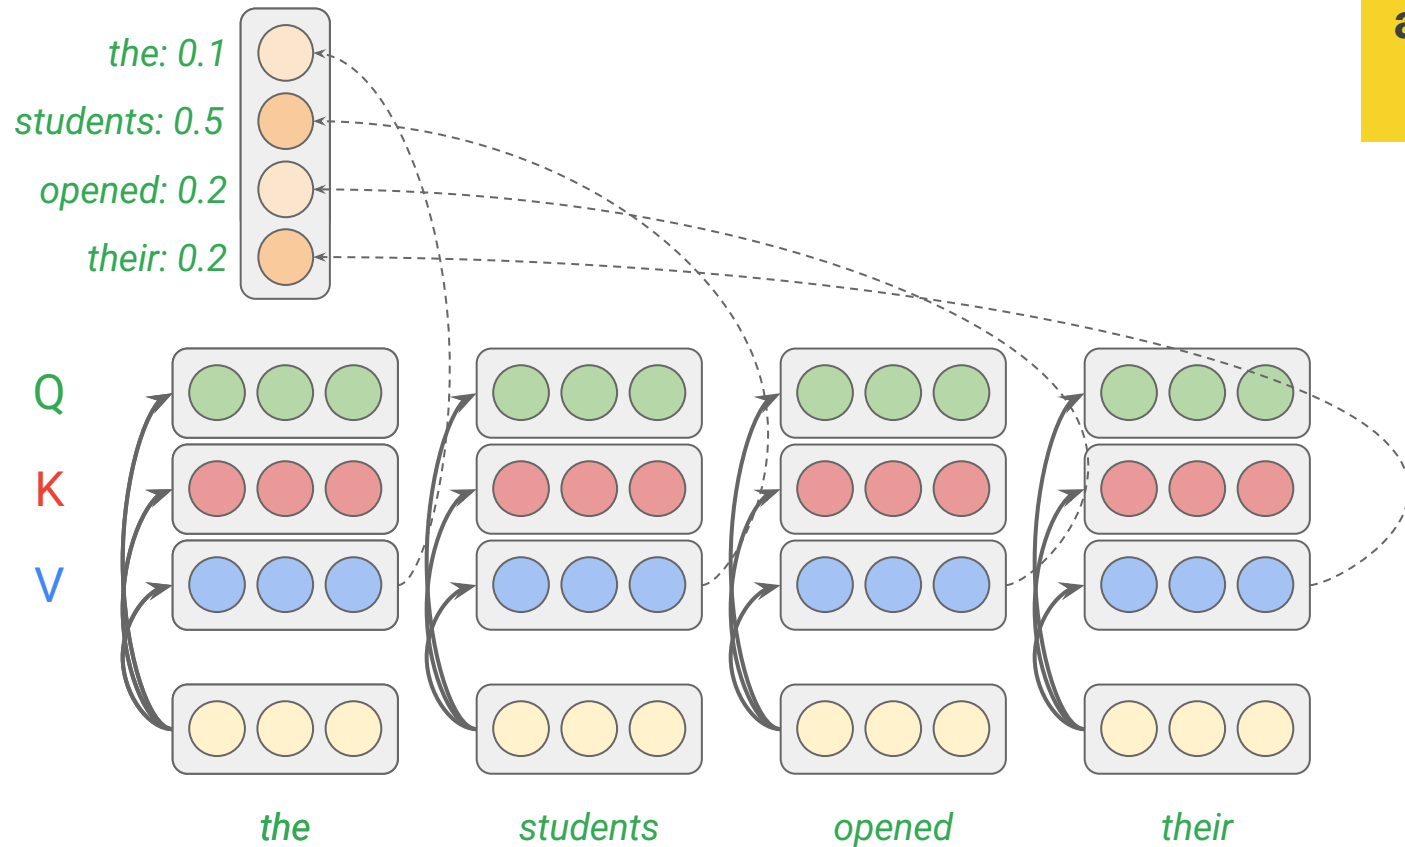 the: 0.1
students: 0.5
opened: 0.2
their: 0.2
Q
K
V
the
students
opened
their